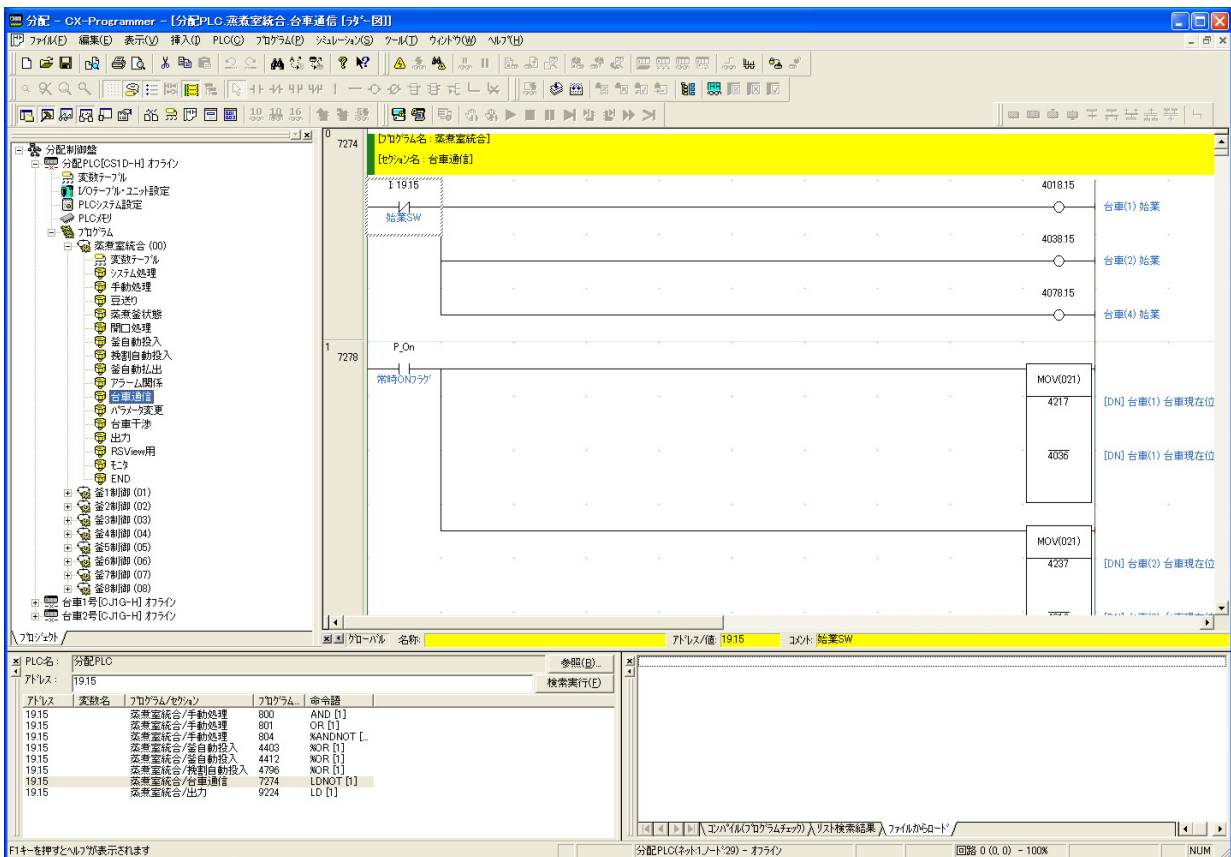 分配 - CX-Programmer - [分配PLC.蒸煮室統合.台車通信 [ﾗﾀﾞｰ図]]
ﾌｧｲﾙ(F) 編集(E) 表示(V) 挿入(I) PLC(C) ﾌﾟﾛｸﾞﾗﾑ(P) ｼﾐｭﾚｰｼｮﾝ(S) ﾂｰﾙ(T) ｳｨﾝﾄﾞｳ(W) ﾍﾙﾌﾟ(H)
10 16
分配制御盤
分配PLC[CS1D-H] ｵﾌﾗｲﾝ
変数ﾃｰﾌﾞﾙ
I/Oﾃｰﾌﾞﾙ・ﾕﾆｯﾄ設定
PLCｼｽﾃﾑ設定
PLCﾒﾓﾘ
ﾌﾟﾛｸﾞﾗﾑ
蒸煮室統合 (00)
変数ﾃｰﾌﾞﾙ
ｼｽﾃﾑ処理
手動処理
豆送り
蒸煮釜状態
開口処理
釜自動投入
挽割自動投入
釜自動払出
ｱﾗｰﾑ関係
台車通信
ﾊﾟﾗﾒｰﾀ変更
台車干渉
出力
RSView用
ﾓﾆﾀ
END
釜1制御 (01)
釜2制御 (02)
釜3制御 (03)
釜4制御 (04)
釜5制御 (05)
釜6制御 (06)
釜7制御 (07)
釜8制御 (08)
台車1号[CJ1G-H] ｵﾌﾗｲﾝ
台車2号[CJ1G-H] ｵﾌﾗｲﾝ
ﾌﾟﾛｼﾞｪｸﾄ
0
7274
[ﾌﾟﾛｸﾞﾗﾑ名 : 蒸煮室統合]
[ｾｸｼｮﾝ名 : 台車通信]
I: 19.15
始業SW
4018.15
台車(1) 始業
4038.15
台車(2) 始業
4078.15
台車(4) 始業
1
7278
P_On
常時ONﾌﾗｸﾞ
MOV(021)
4217
[DN] 台車(1) 台車現在位
4036
[DN] 台車(1) 台車現在位
MOV(021)
4237
[DN] 台車(2) 台車現在位
ｸﾞﾛｰﾊﾞﾙ 名称: ｱﾄﾞﾚｽ/値: 19.15 ｺﾒﾝﾄ: 始業SW
PLC名 : 分配PLC 参照(B)...
ｱﾄﾞﾚｽ : 19.15 検索実行(F)
ｱﾄﾞﾚｽ 変数名 ﾌﾟﾛｸﾞﾗﾑ/ｾｸｼｮﾝ ﾌﾟﾛｸﾞﾗﾑ... 命令語
19.15 蒸煮室統合/手動処理 800 AND [1]
19.15 蒸煮室統合/手動処理 801 OR [1]
19.15 蒸煮室統合/手動処理 804 %ANDNOT [...
19.15 蒸煮室統合/釜自動投入 4403 %OR [1]
19.15 蒸煮室統合/釜自動投入 4412 %OR [1]
19.15 蒸煮室統合/挽割自動投入 4796 %OR [1]
19.15 蒸煮室統合/台車通信 7274 LDNOT [1]
19.15 蒸煮室統合/出力 9224 LD [1]
ｺﾝﾊﾟｲﾙ(ﾌﾟﾛｸﾞﾗﾑﾁｪｯｸ) ﾘｽﾄ検索結果 ﾌｧｲﾙからﾛｰﾄﾞ
F1キーを押すとﾍﾙﾌﾟが表示されます 分配PLC(ﾈｯﾄ:1,ﾉｰﾄﾞ:29) - ｵﾌﾗｲﾝ 回路 0 (0, 0) - 100% NUM